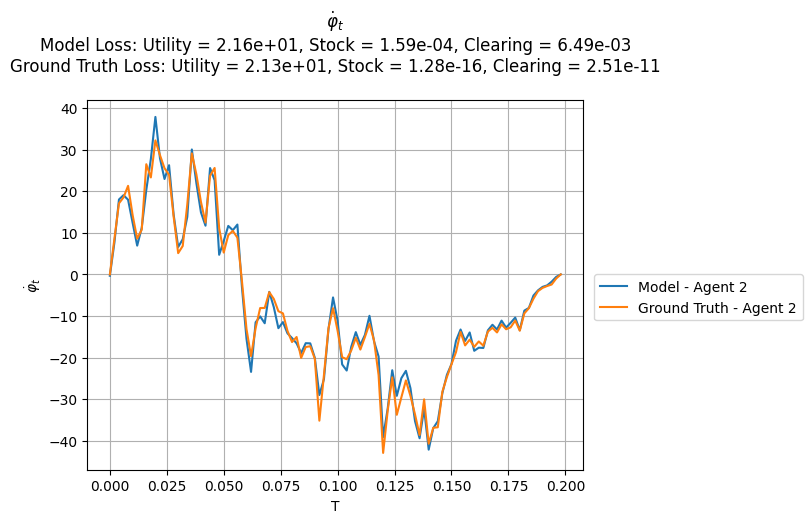 φ̇ₜ
Model Loss: Utility = 2.16e+01, Stock = 1.59e-04, Clearing = 6.49e-03
Ground Truth Loss: Utility = 2.13e+01, Stock = 1.28e-16, Clearing = 2.51e-11
40
30
20
10
0
−10
−20
−30
−40
φ̇ₜ
0.000
0.025
0.050
0.075
0.100
0.125
0.150
0.175
0.200
T
Model - Agent 2
Ground Truth - Agent 2